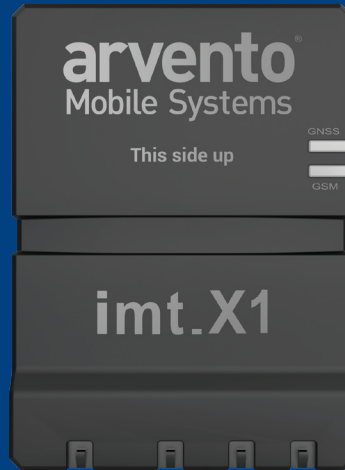 arvento®
Mobile Systems
GNSS
This side up
GSM
imt.X1